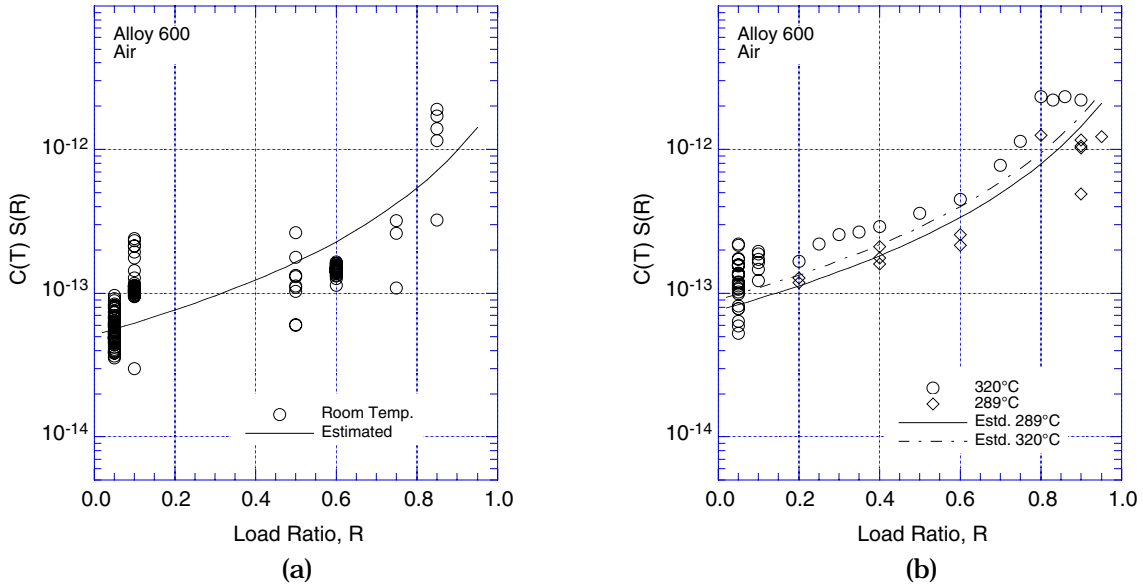 Alloy 600
Air
C(T) S(R)
10-12
10-13
10-14
Room Temp.
Estimated
0.0 0.2 0.4 0.6 0.8 1.0
Load Ratio, R
(a)
Alloy 600
Air
C(T) S(R)
10-12
10-13
10-14
320°C
289°C
Estd. 289°C
Estd. 320°C
0.0 0.2 0.4 0.6 0.8 1.0
Load Ratio, R
(b)